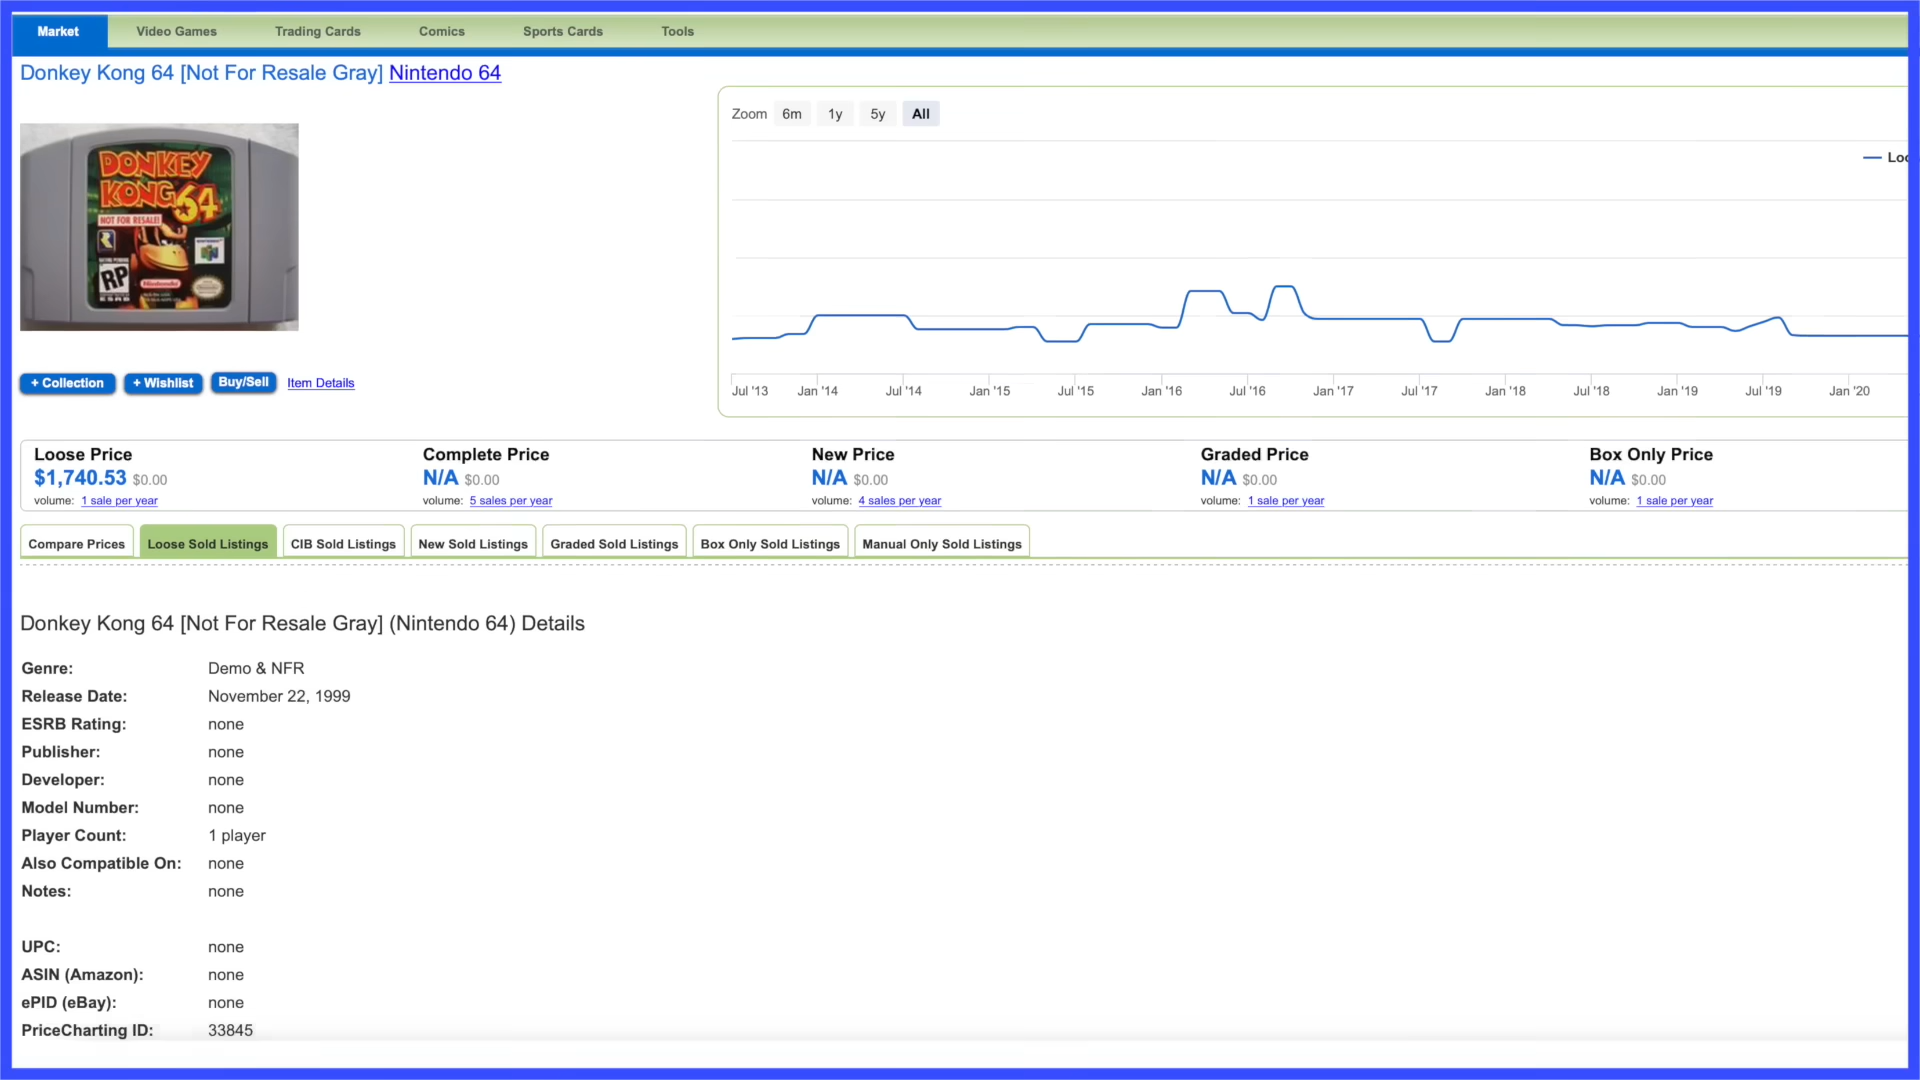 Market Video Games Trading Cards Comics Sports Cards Tools
Donkey Kong 64 [Not For Resale Gray] Nintendo 64
DONKEY
KONG 64
NOT FOR RESALE!
RP
Nintendo
+ Collection + Wishlist Buy/Sell Item Details
Zoom 6m 1y 5y All
Loo
Jul '13 Jan '14 Jul '14 Jan '15 Jul '15 Jan '16 Jul '16 Jan '17 Jul '17 Jan '18 Jul '18 Jan '19 Jul '19 Jan '20
Loose Price Complete Price New Price Graded Price Box Only Price
$1,740.53 $0.00 N/A $0.00 N/A $0.00 N/A $0.00 N/A $0.00
volume: 1 sale per year volume: 5 sales per year volume: 4 sales per year volume: 1 sale per year volume: 1 sale per year
Compare Prices Loose Sold Listings CIB Sold Listings New Sold Listings Graded Sold Listings Box Only Sold Listings Manual Only Sold Listings
Donkey Kong 64 [Not For Resale Gray] (Nintendo 64) Details
Genre: Demo & NFR
Release Date: November 22, 1999
ESRB Rating: none
Publisher: none
Developer: none
Model Number: none
Player Count: 1 player
Also Compatible On: none
Notes: none
UPC: none
ASIN (Amazon): none
ePID (eBay): none
PriceCharting ID: 33845